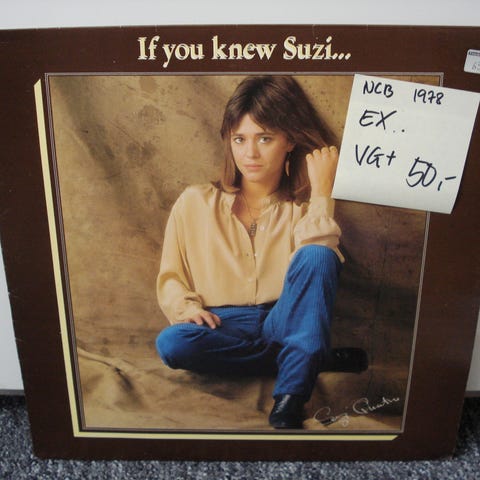 If you knew Suzi...
NCB 1978
EX..
VG+ 50,-
Suzi Quatro